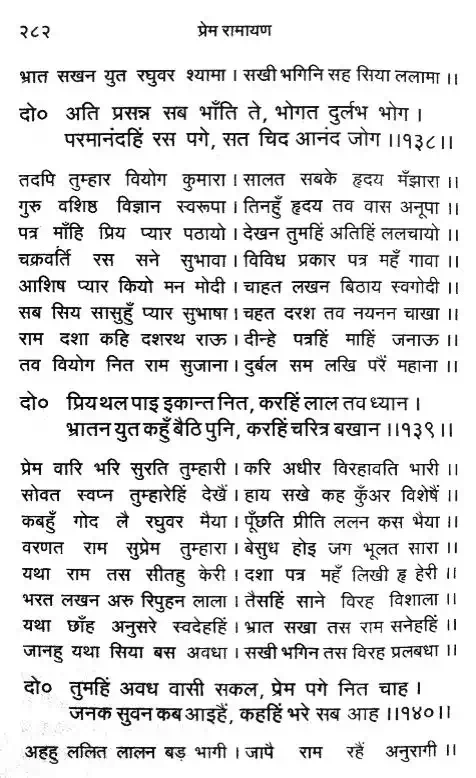 २८२ प्रेम रामायण
भ्रात सखन युत रघुवर श्यामा । सखी भगिनि सह सिया ललामा ।।
दो० अति प्रसन्न सब भाँति ते, भोगत दुर्लभ भोग ।
परमानंदहिं रस पगे, सत चिद आनंद जोग ।।१३८।।
तदपि तुम्हार वियोग कुमारा । सालत सबके हृदय मँझारा ।।
गुरु वशिष्ठ विज्ञान स्वरूपा । तिनहुँ हृदय तव वास अनूपा ।।
पत्र माँहि प्रिय प्यार पठायो । देखन तुमहिं अतिहिं ललचायो ।।
चक्रवर्ति रस सने सुभावा । विविध प्रकार पत्र महँ गावा ।।
आशिष प्यार कियो मन मोदी । चाहत लखन बिठाय स्वगोदी ।।
सब सिय सासुहुँ प्यार सुभाषा । चहत दरश तव नयनन चाखा ।।
राम दशा कहि दशरथ राऊ । दीन्हे पत्रहिं माहिं जनाऊ ।।
तव वियोग नित राम सुजाना । दुर्बल सम लखि परैं महाना ।।
दो० प्रिय थल पाइ इकान्त नित, करहिं लाल तव ध्यान ।
भ्रातन युत कहुँ बैठि पुनि, करहिं चरित्र बखान ।।१३९।।
प्रेम वारि भरि सुरति तुम्हारी । करि अधीर विरहावति भारी ।।
सोवत स्वप्न तुम्हारेहिं देखैं । हाय सखे कह कुँअर विशेषैं ।।
कबहुँ गोद लै रघुवर मैया । पूँछति प्रीति ललन कस भैया ।।
वरणत राम सुप्रेम तुम्हारा । बेसुध होइ जग भूलत सारा ।।
यथा राम तस सीतहु केरी । दशा पत्र महँ लिखी हृ हेरी ।।
भरत लखन अरु रिपुहन लाला । तैसहिं साने विरह विशाला ।।
यथा छाँह अनुसरे स्वदेहहिं । भ्रात सखा तस राम सनेहहिं ।।
जानहु यथा सिया बस अवधा । सखी भगिन तस विरह प्रलबधा ।।
दो० तुमहिं अवध वासी सकल, प्रेम पगे नित चाह ।
जनक सुवन कब आइहैं, कहहिं भरे सब आह ।।१४०।।
अहहु ललित लालन बड़ भागी । जापै राम रहैं अनुरागी ।।